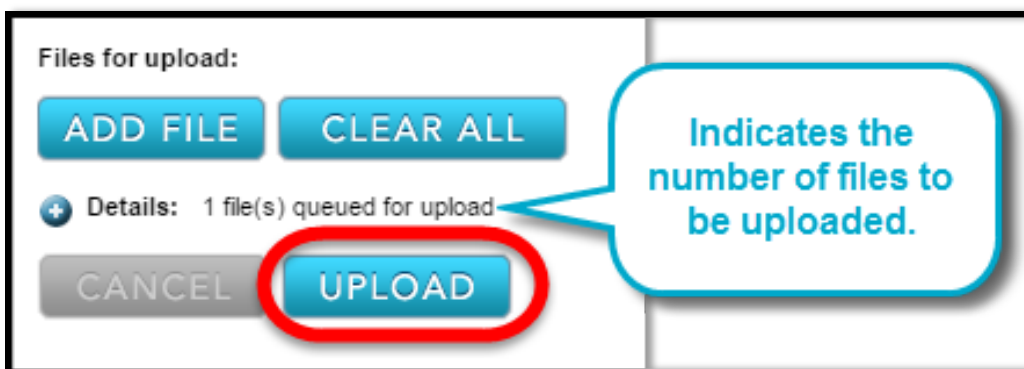 Files for upload:
ADD FILE CLEAR ALL
Details: 1 file(s) queued for upload
CANCEL UPLOAD
Indicates the
number of files to
be uploaded.